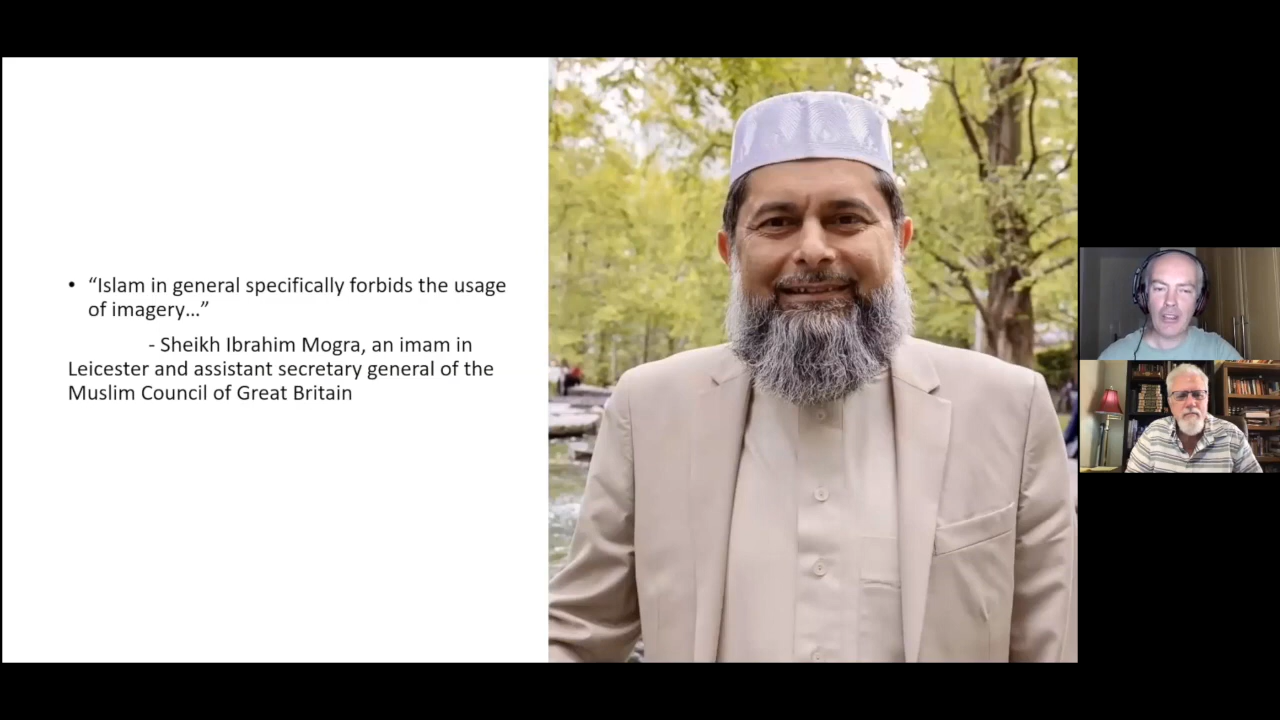 • “Islam in general specifically forbids the usage
of imagery…”
- Sheikh Ibrahim Mogra, an imam in
Leicester and assistant secretary general of the
Muslim Council of Great Britain